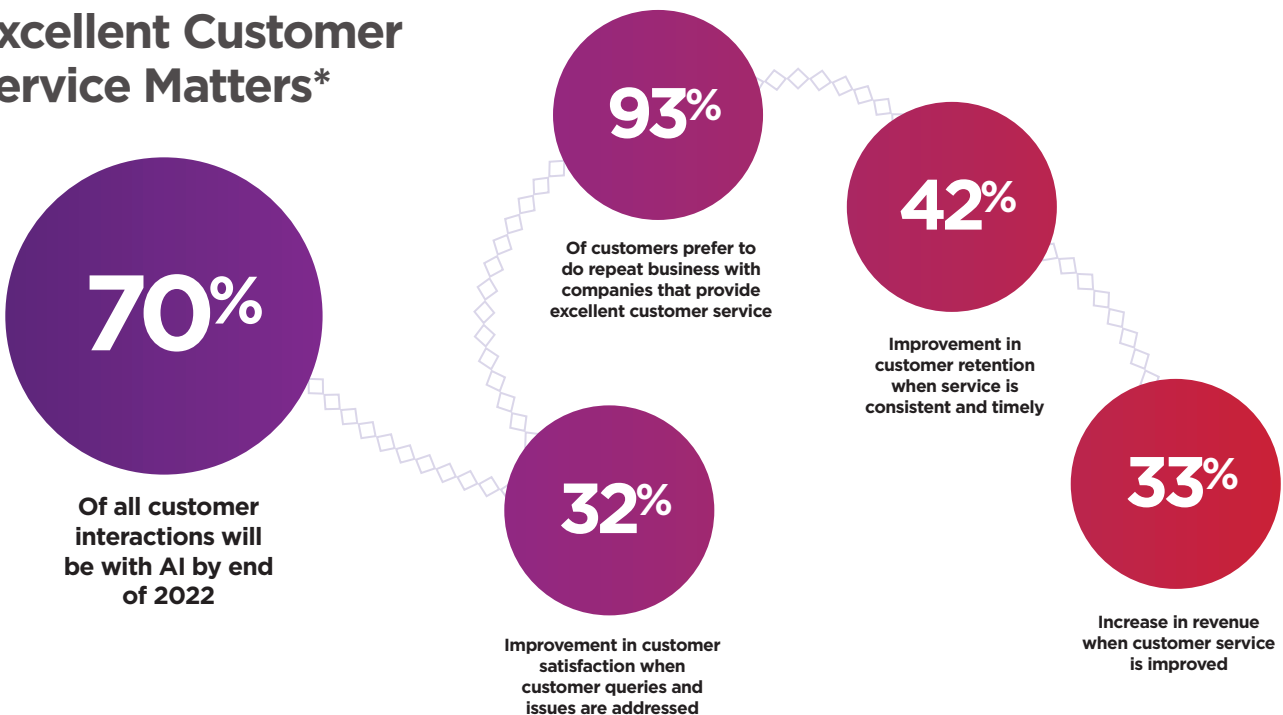 xcellent Customer
ervice Matters*
70%
Of all customer
interactions will
be with AI by end
of 2022
32%
Improvement in customer
satisfaction when
customer queries and
issues are addressed
93%
Of customers prefer to
do repeat business with
companies that provide
excellent customer service
42%
Improvement in
customer retention
when service is
consistent and timely
33%
Increase in revenue
when customer service
is improved